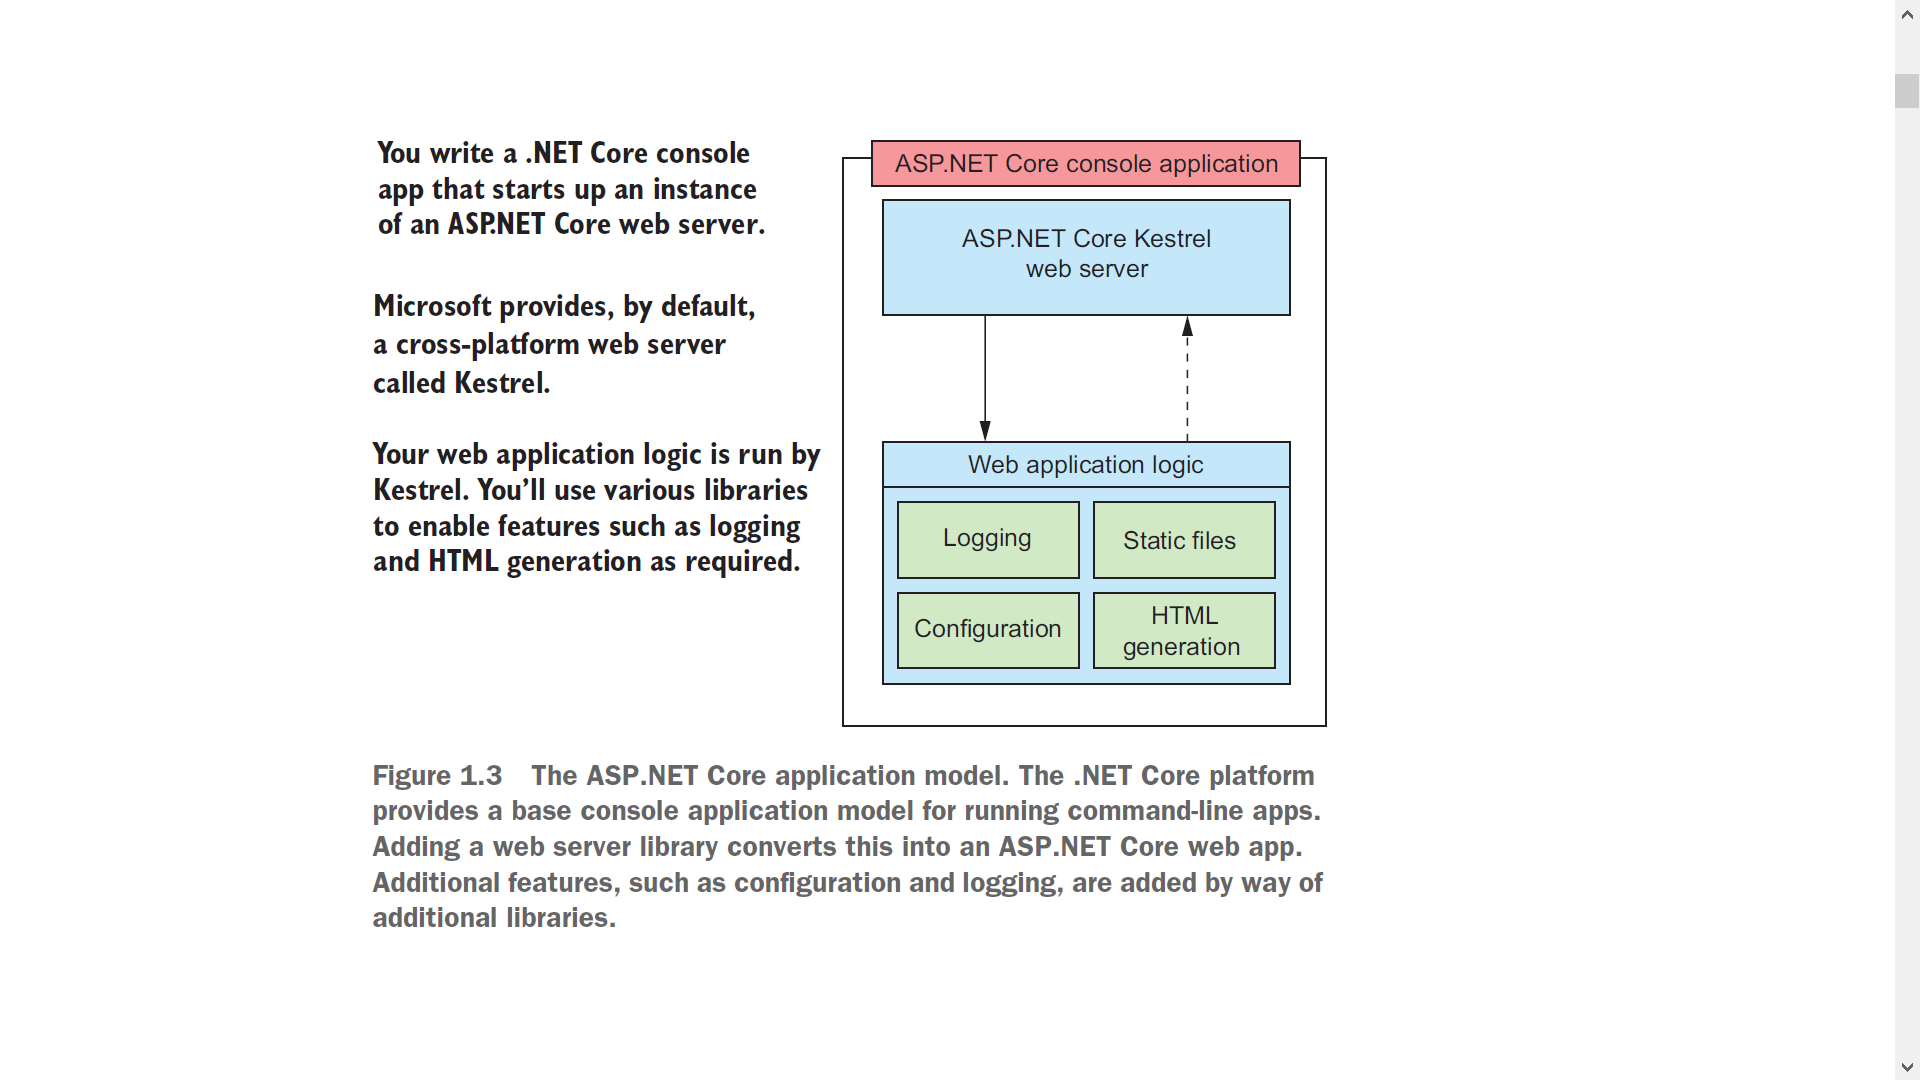 You write a .NET Core console
app that starts up an instance
of an ASP.NET Core web server.
Microsoft provides, by default,
a cross-platform web server
called Kestrel.
Your web application logic is run by
Kestrel. You’ll use various libraries
to enable features such as logging
and HTML generation as required.
ASP.NET Core console application
ASP.NET Core Kestrel
web server
Web application logic
Logging
Static files
Configuration
HTML
generation
Figure 1.3 The ASP.NET Core application model. The .NET Core platform
provides a base console application model for running command-line apps.
Adding a web server library converts this into an ASP.NET Core web app.
Additional features, such as configuration and logging, are added by way of
additional libraries.